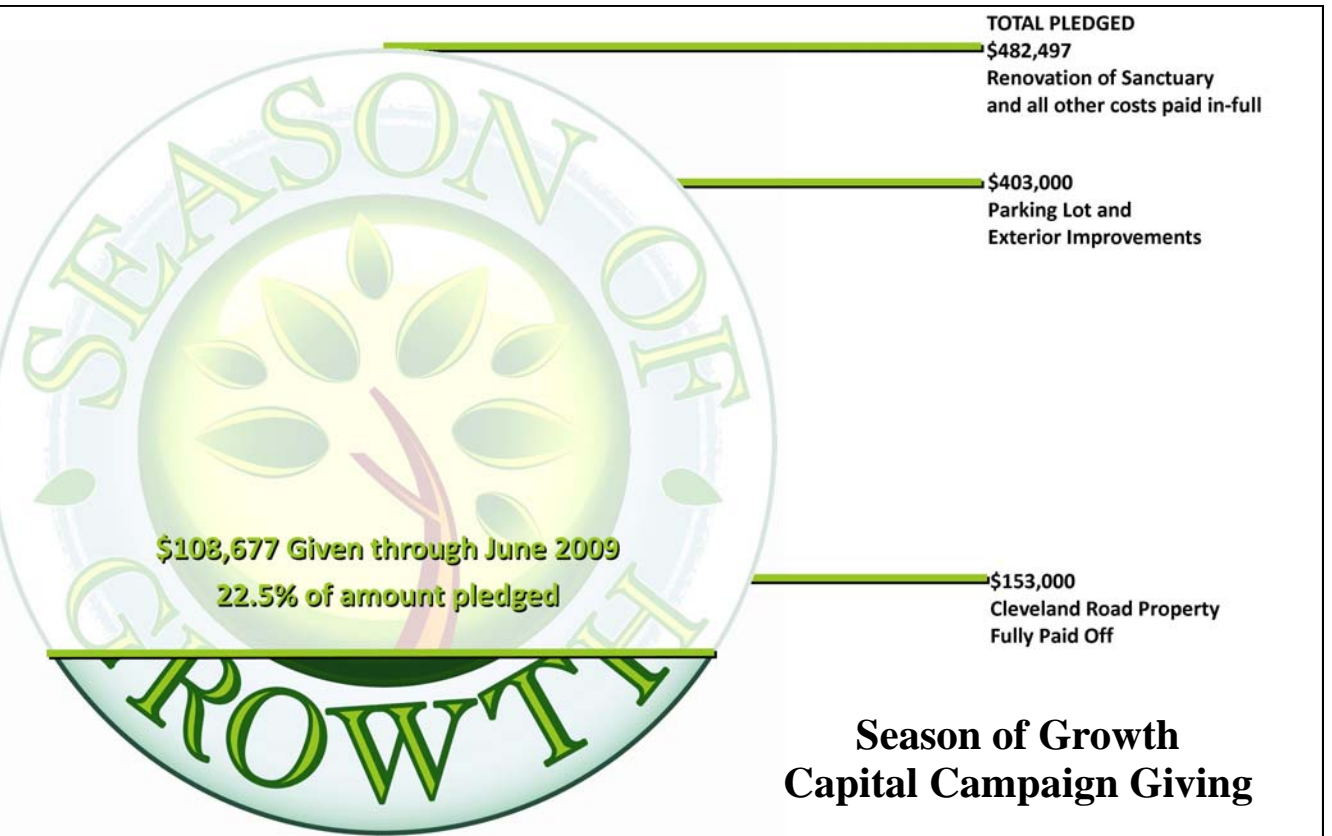 TOTAL PLEDGED
$482,497
Renovation of Sanctuary
and all other costs paid in-full
$403,000
Parking Lot and
Exterior Improvements
SEASON OF
$108,677 Given through June 2009
22.5% of amount pledged
$153,000
Cleveland Road Property
Fully Paid Off
GROWTH
Season of Growth
Capital Campaign Giving